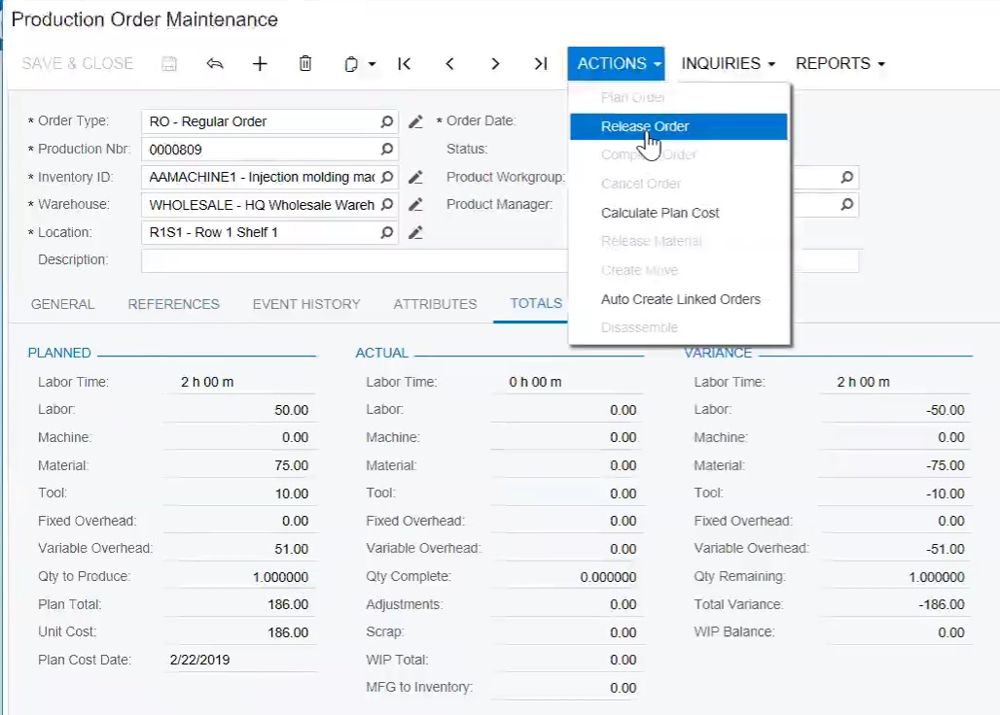 Production Order Maintenance
SAVE & CLOSE ACTIONS INQUIRIES REPORTS
* Order Type: RO - Regular Order * Order Date: Plan Order
* Production Nbr: 0000809 Status: Release Order
* Inventory ID: AAMACHINE1 - Injection molding mac Product Workgroup: Order
* Warehouse: WHOLESALE - HQ Wholesale Wareh Product Manager: Cancel Order
* Location: R1S1 - Row 1 Shelf 1 Calculate Plan Cost
Description: Release Material
Create Move
Auto Create Linked Orders
Disassemble
GENERAL REFERENCES EVENT HISTORY ATTRIBUTES TOTALS
PLANNED ACTUAL VARIANCE
Labor Time: 2 h 00 m Labor Time: 0 h 00 m Labor Time: 2 h 00 m
Labor: 50.00 Labor: 0.00 Labor: -50.00
Machine: 0.00 Machine: 0.00 Machine: 0.00
Material: 75.00 Material: 0.00 Material: -75.00
Tool: 10.00 Tool: 0.00 Tool: -10.00
Fixed Overhead: 0.00 Fixed Overhead: 0.00 Fixed Overhead: 0.00
Variable Overhead: 51.00 Variable Overhead: 0.00 Variable Overhead: -51.00
Qty to Produce: 1.000000 Qty Complete: 0.000000 Qty Remaining: 1.000000
Plan Total: 186.00 Adjustments: 0.00 Total Variance: -186.00
Unit Cost: 186.00 Scrap: 0.00 WIP Balance: 0.00
Plan Cost Date: 2/22/2019 WIP Total: 0.00
MFG to Inventory: 0.00